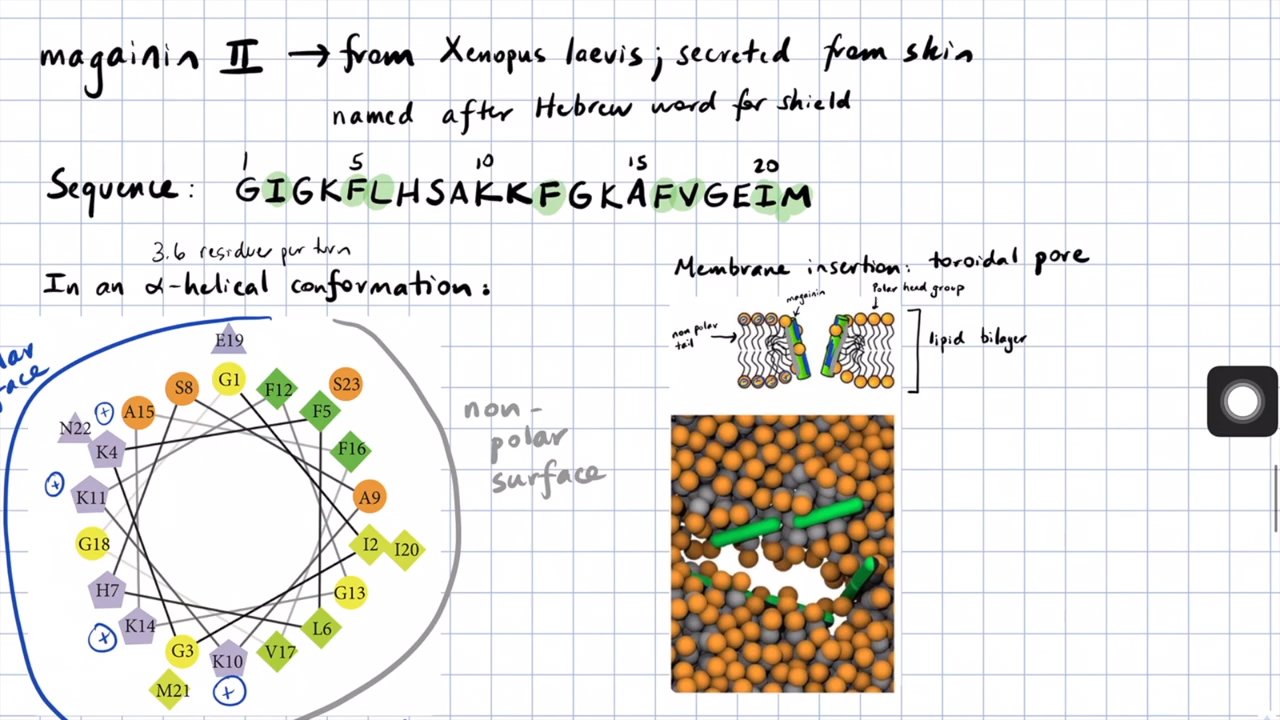 magainin II → from Xenopus laevis; secreted from skin
named after Hebrew word for shield
1 5 10 15 20
Sequence: GIGKFLHSAKKFGKAFVGEIM
3.6 residues per turn
In an α-helical conformation:
Membrane insertion: toroidal pore
magainin
Polar head group
non polar
tail
lipid bilayer
E19
S8 G1 F12 S23
A15 F5
N22 K4 F16
K11 A9
G18 I2 I20
H7 G13
K14 L6
G3 K10 V17
M21
+
+
+
+
non-
polar
surface